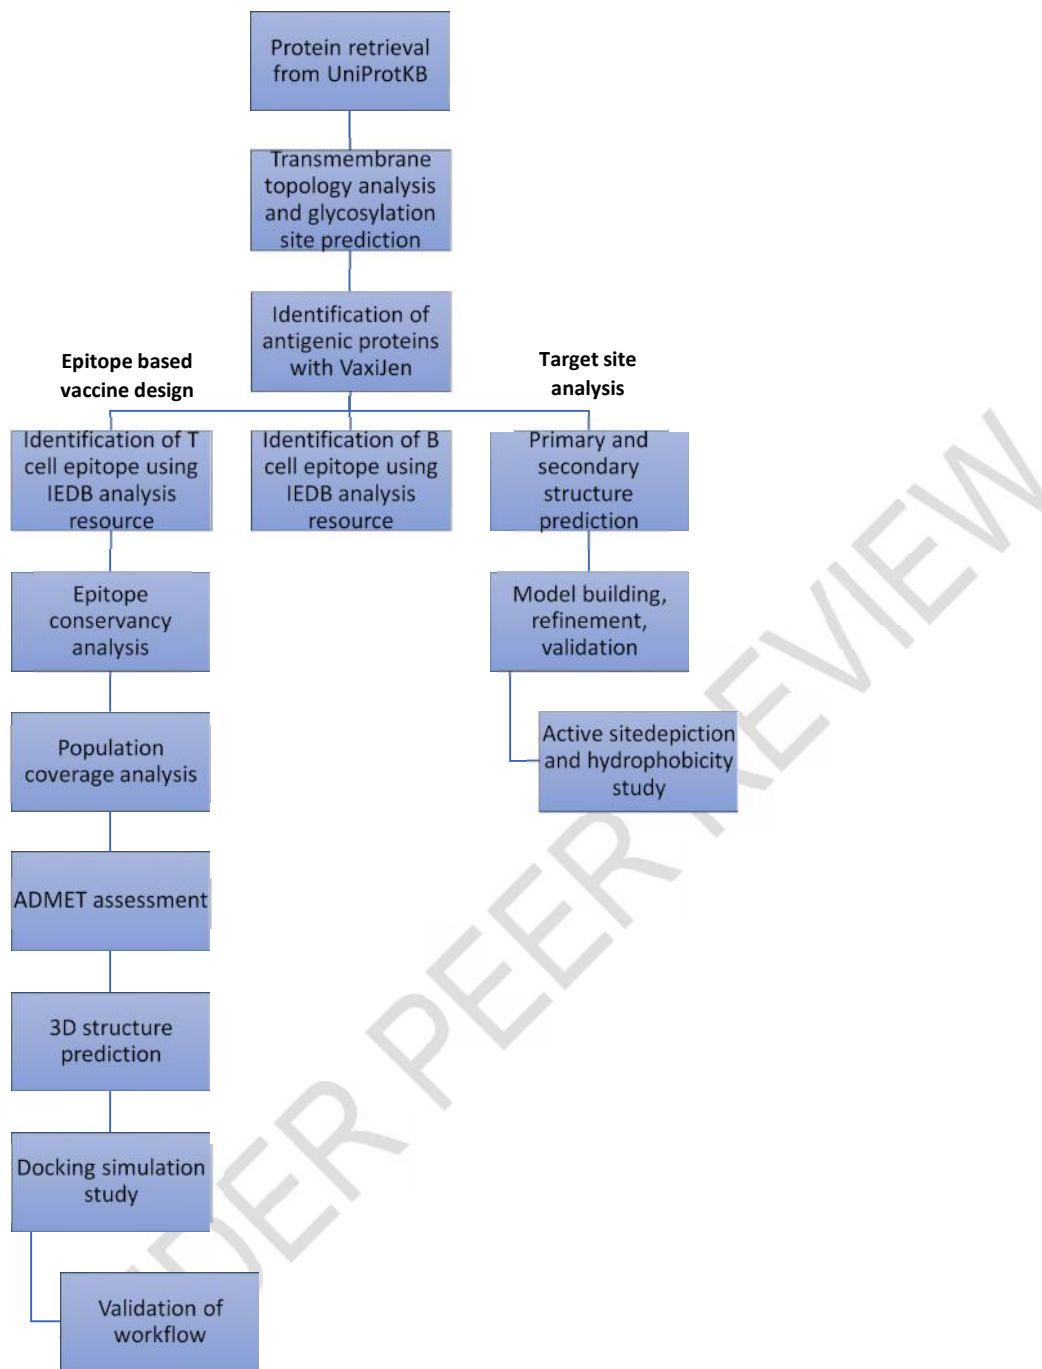 Protein retrieval
from UniProtKB
Transmembrane
topology analysis
and glycosylation
site prediction
Identification of
antigenic proteins
with VaxiJen
Epitope based
vaccine design
Target site
analysis
Identification of T
cell epitope using
IEDB analysis
resource
Identification of B
cell epitope using
IEDB analysis
resource
Primary and
secondary
structure
prediction
Epitope
conservancy
analysis
Model building,
refinement,
validation
Population
coverage analysis
Active sitedepiction
and hydrophobicity
study
ADMET assessment
3D structure
prediction
Docking simulation
study
Validation of
workflow
DER PEER REVIEW